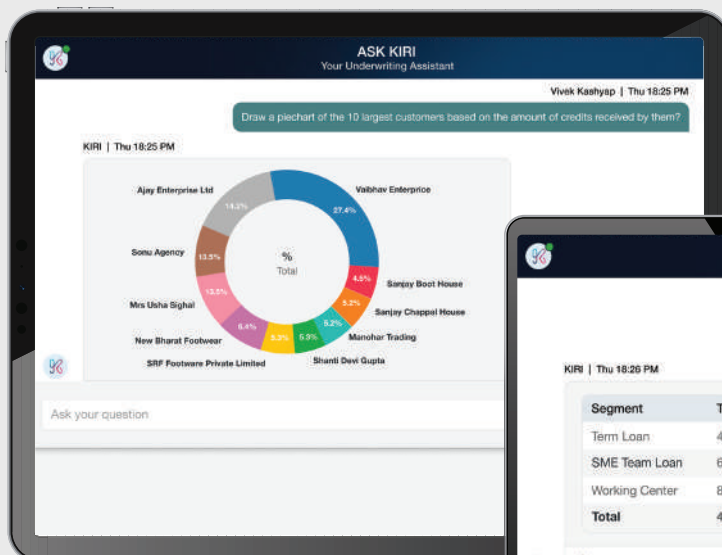 ASK KIRI
Your Underwriting Assistant
Vivek Kashyap | Thu 18:25 PM
Draw a piechart of the 10 largest customers based on the amount of credits received by them?
KIRI | Thu 18:25 PM
Ajay Enterprise Ltd
Vaibhav Enterprice
14.2%
27.4%
Sonu Agency
13.5%
%
Total
4.5%
Sanjay Boot House
Mrs Usha Sighal
13.5%
5.2%
Sanjay Chappal House
New Bharat Footwear
6.4%
5.2%
Manohar Trading
5.9%
SRF Footware Private Limited
Shanti Devi Gupta
Ask your question
KIRI | Thu 18:26 PM
Segment
Term Loan
SME Team Loan
Working Center
Total